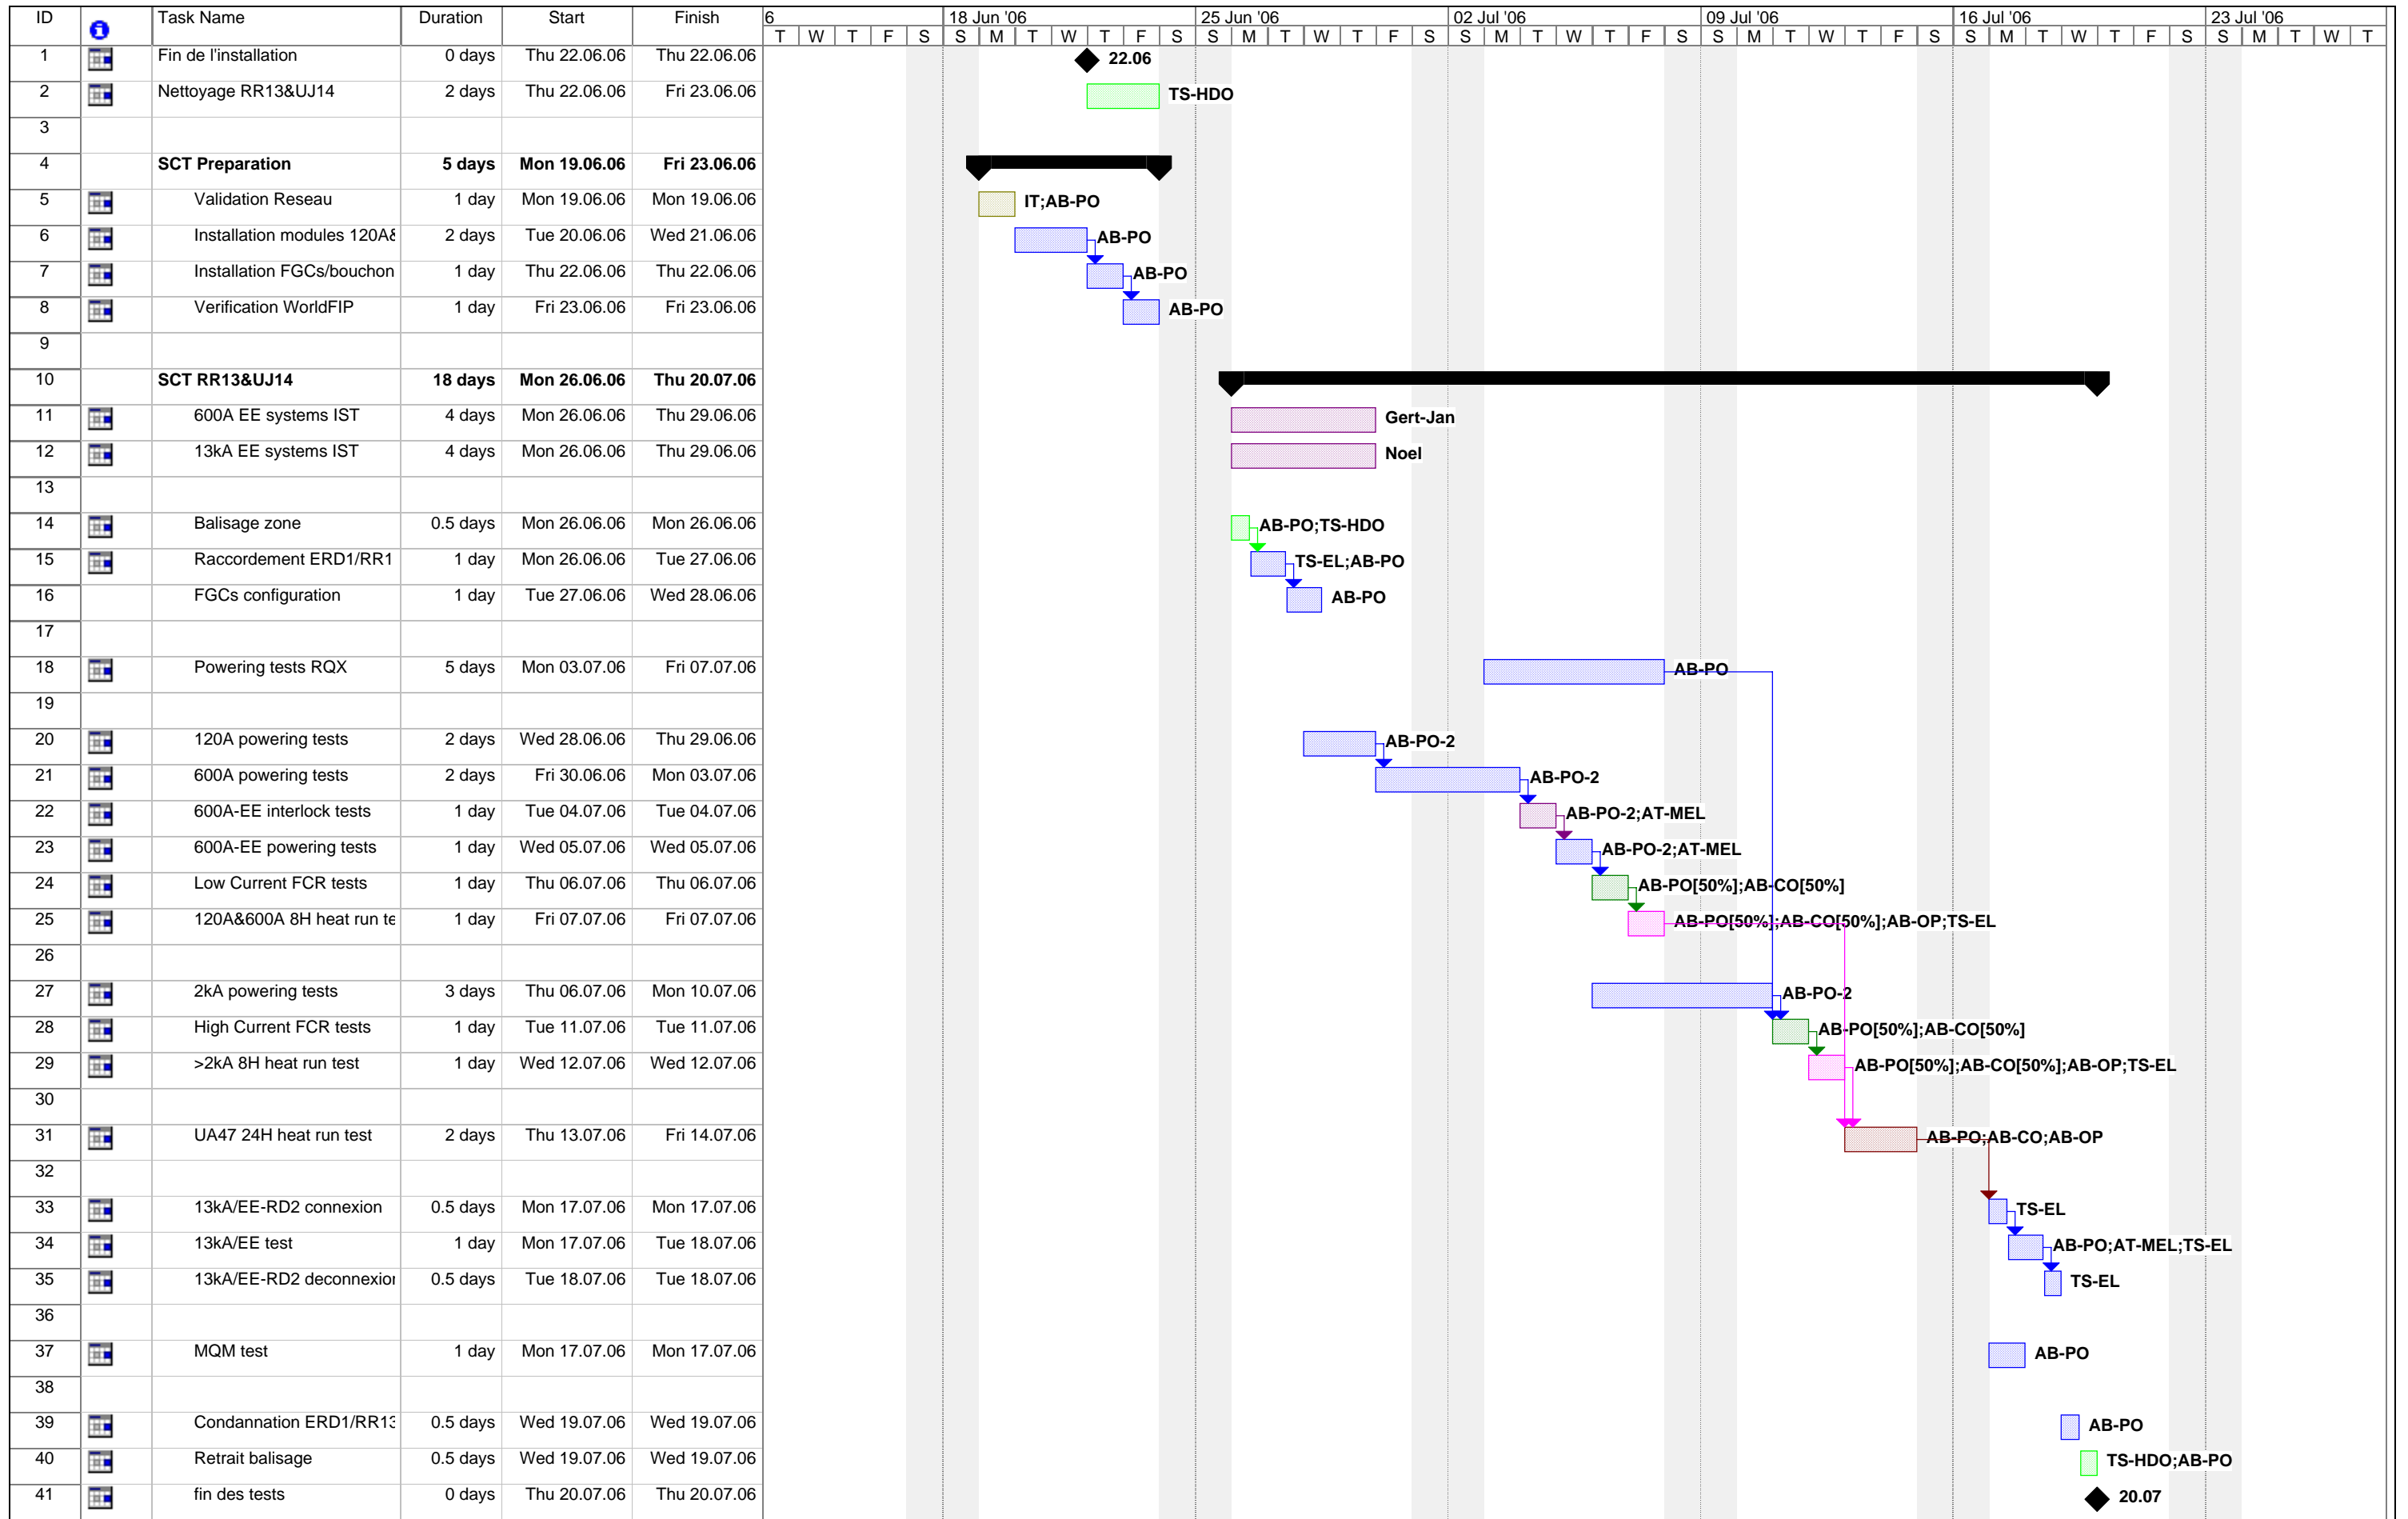 ID Task Name Duration Start Finish 6 18 Jun '06 25 Jun '06 02 Jul '06 09 Jul '06 16 Jul '06 23 Jul '06
T W T F S S M T W T F S S M T W T F S S M T W T F S S M T W T F S S M T W T F S S M T W T
1 Fin de l'installation 0 days Thu 22.06.06 Thu 22.06.06 22.06
2 Nettoyage RR13&UJ14 2 days Thu 22.06.06 Fri 23.06.06 TS-HDO
3
4 SCT Preparation 5 days Mon 19.06.06 Fri 23.06.06
5 Validation Reseau 1 day Mon 19.06.06 Mon 19.06.06 IT;AB-PO
6 Installation modules 120A& 2 days Tue 20.06.06 Wed 21.06.06 AB-PO
7 Installation FGCs/bouchon 1 day Thu 22.06.06 Thu 22.06.06 AB-PO
8 Verification WorldFIP 1 day Fri 23.06.06 Fri 23.06.06 AB-PO
9
10 SCT RR13&UJ14 18 days Mon 26.06.06 Thu 20.07.06
11 600A EE systems IST 4 days Mon 26.06.06 Thu 29.06.06 Gert-Jan
12 13kA EE systems IST 4 days Mon 26.06.06 Thu 29.06.06 Noel
13
14 Balisage zone 0.5 days Mon 26.06.06 Mon 26.06.06 AB-PO;TS-HDO
15 Raccordement ERD1/RR1 1 day Mon 26.06.06 Tue 27.06.06 TS-EL;AB-PO
16 FGCs configuration 1 day Tue 27.06.06 Wed 28.06.06 AB-PO
17
18 Powering tests RQX 5 days Mon 03.07.06 Fri 07.07.06 AB-PO
19
20 120A powering tests 2 days Wed 28.06.06 Thu 29.06.06 AB-PO-2
21 600A powering tests 2 days Fri 30.06.06 Mon 03.07.06 AB-PO-2
22 600A-EE interlock tests 1 day Tue 04.07.06 Tue 04.07.06 AB-PO-2;AT-MEL
23 600A-EE powering tests 1 day Wed 05.07.06 Wed 05.07.06 AB-PO-2;AT-MEL
24 Low Current FCR tests 1 day Thu 06.07.06 Thu 06.07.06 AB-PO[50%];AB-CO[50%]
25 120A&600A 8H heat run te 1 day Fri 07.07.06 Fri 07.07.06 AB-PO[50%];AB-CO[50%];AB-OP;TS-EL
26
27 2kA powering tests 3 days Thu 06.07.06 Mon 10.07.06 AB-PO-2
28 High Current FCR tests 1 day Tue 11.07.06 Tue 11.07.06 AB-PO[50%];AB-CO[50%]
29 >2kA 8H heat run test 1 day Wed 12.07.06 Wed 12.07.06 AB-PO[50%];AB-CO[50%];AB-OP;TS-EL
30
31 UA47 24H heat run test 2 days Thu 13.07.06 Fri 14.07.06 AB-PO;AB-CO;AB-OP
32
33 13kA/EE-RD2 connexion 0.5 days Mon 17.07.06 Mon 17.07.06 TS-EL
34 13kA/EE test 1 day Mon 17.07.06 Tue 18.07.06 AB-PO;AT-MEL;TS-EL
35 13kA/EE-RD2 deconnexion 0.5 days Tue 18.07.06 Tue 18.07.06 TS-EL
36
37 MQM test 1 day Mon 17.07.06 Mon 17.07.06 AB-PO
38
39 Condannation ERD1/RR13 0.5 days Wed 19.07.06 Wed 19.07.06 AB-PO
40 Retrait balisage 0.5 days Wed 19.07.06 Wed 19.07.06 TS-HDO;AB-PO
41 fin des tests 0 days Thu 20.07.06 Thu 20.07.06 20.07